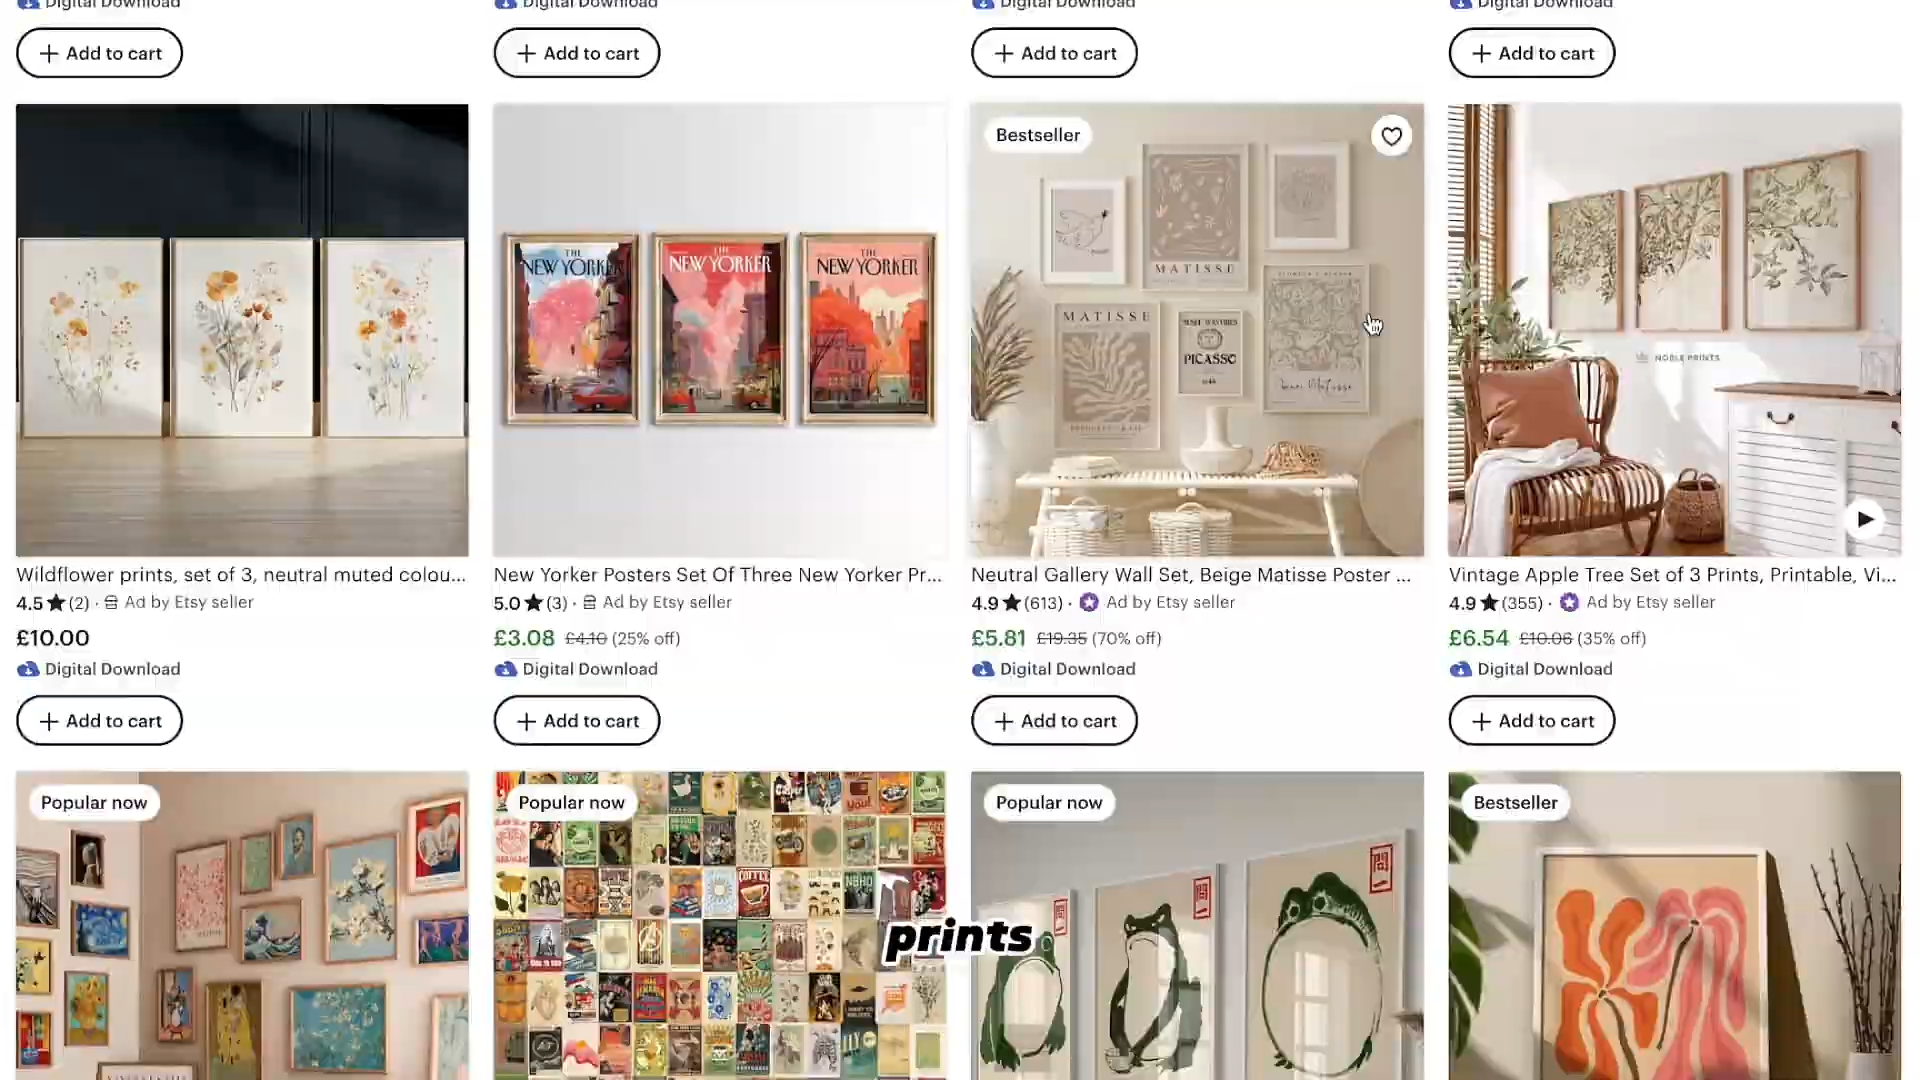 Digital Download
Digital Download
Digital Download
Digital Download
+ Add to cart
+ Add to cart
+ Add to cart
+ Add to cart
THE
NEW YORKER
THE
NEW YORKER
THE
NEW YORKER
Bestseller
MATISSE
MATISSE
PICASSO
NOBLE PRINTS
Wildflower prints, set of 3, neutral muted colou...
New Yorker Posters Set Of Three New Yorker Pr...
Neutral Gallery Wall Set, Beige Matisse Poster ...
Vintage Apple Tree Set of 3 Prints, Printable, Vi...
4.5★(2) · Ad by Etsy seller
5.0★(3) · Ad by Etsy seller
4.9★(613) · Ad by Etsy seller
4.9★(355) · Ad by Etsy seller
£10.00
£3.08 £4.10 (25% off)
£5.81 £19.35 (70% off)
£6.54 £10.06 (35% off)
Digital Download
Digital Download
Digital Download
Digital Download
+ Add to cart
+ Add to cart
+ Add to cart
+ Add to cart
Popular now
Popular now
Popular now
Bestseller
COFFEE
prints